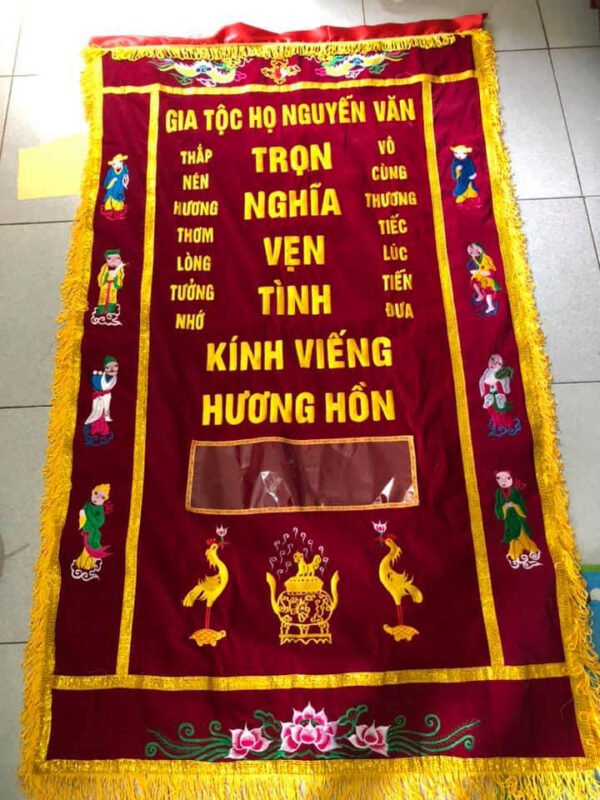 GIA TỘC HỌ NGUYỄN VĂN
THẮP
NÉN
HƯƠNG
THƠM
LÒNG
TƯỞNG
NHỚ
TRỌN
NGHĨA
VẸN
TÌNH
VÔ
CÙNG
THƯƠNG
TIẾC
LÚC
TIỄN
ĐƯA
KÍNH VIẾNG
HƯƠNG HỒN